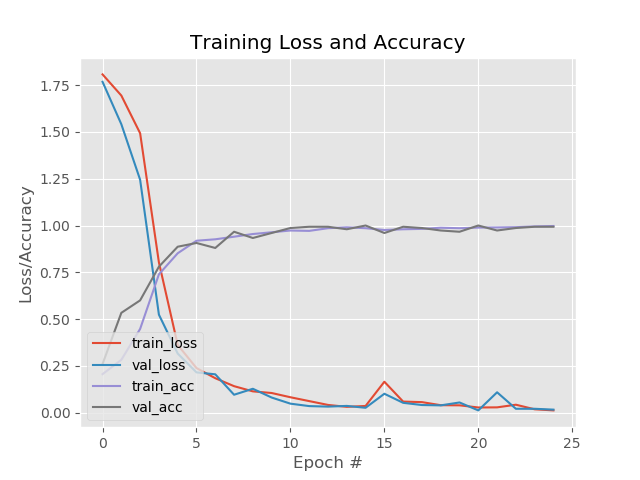 Training Loss and Accuracy
Loss/Accuracy
1.75
1.50
1.25
1.00
0.75
0.50
0.25
0.00
train_loss
val_loss
train_acc
val_acc
0 5 10 15 20 25
Epoch #